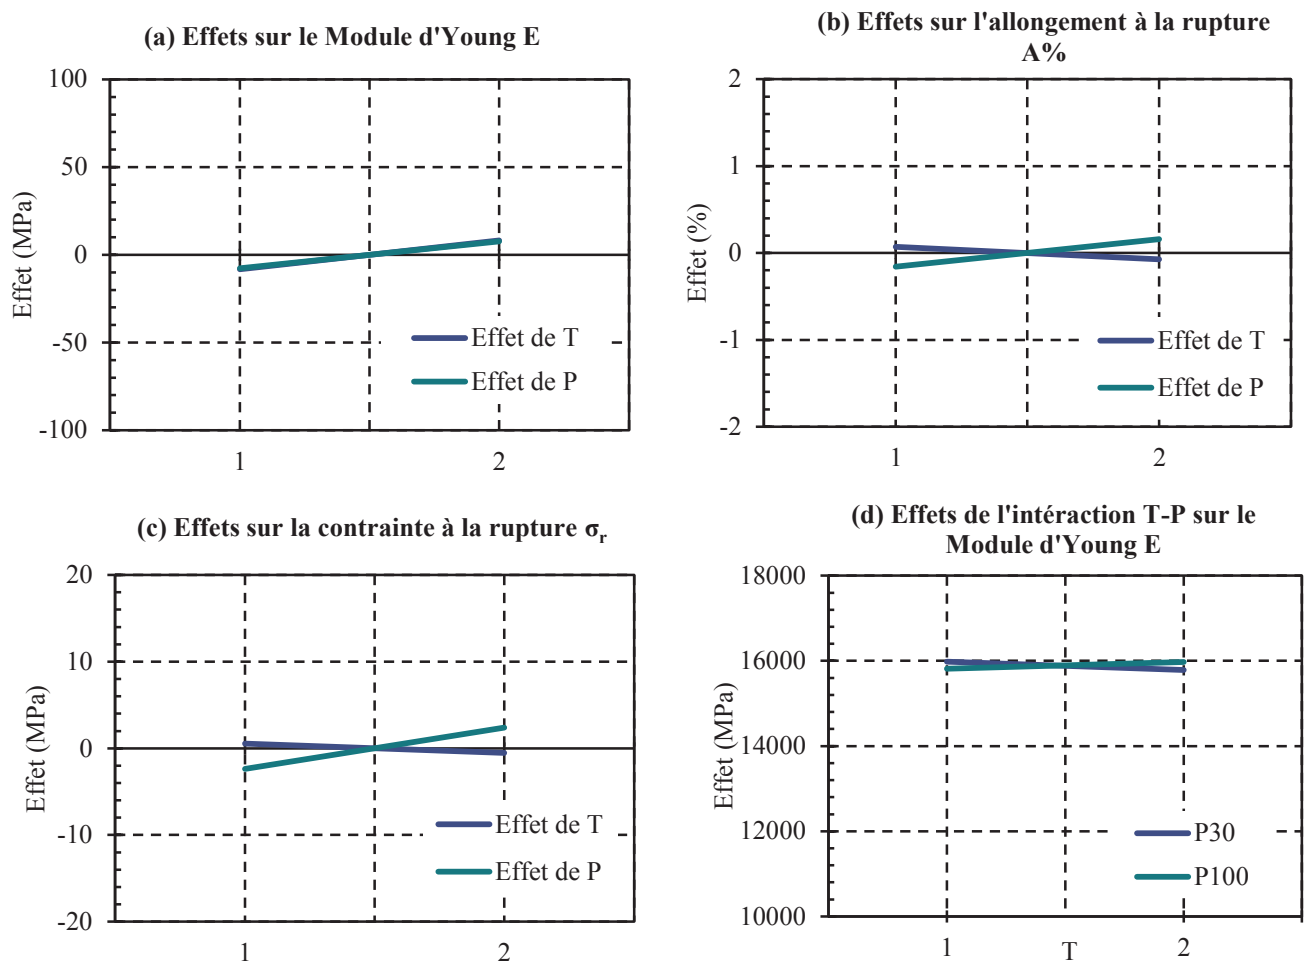 (a) Effets sur le Module d'Young E
100
50
0
-50
-100
Effet (MPa)
Effet de T
Effet de P
1
2
(b) Effets sur l'allongement à la rupture
A%
2
1
0
-1
-2
Effet (%)
Effet de T
Effet de P
1
2
(c) Effets sur la contrainte à la rupture σr
20
10
0
-10
-20
Effet (MPa)
Effet de T
Effet de P
1
2
(d) Effets de l'intéraction T-P sur le
Module d'Young E
18000
16000
14000
12000
10000
Effet (MPa)
P30
P100
1
T
2